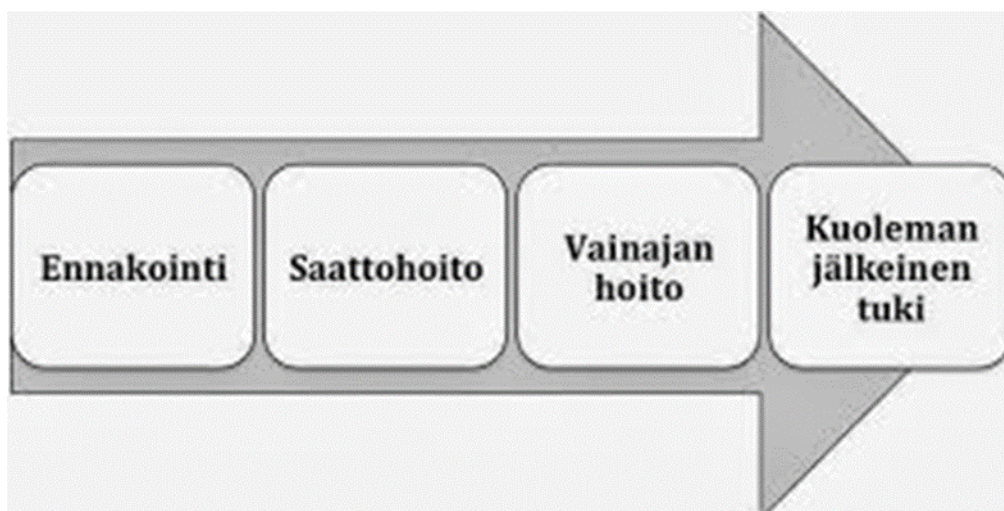 Ennakointi
Saattohoito
Vainajan
hoito
Kuoleman
jälkeinen
tuki